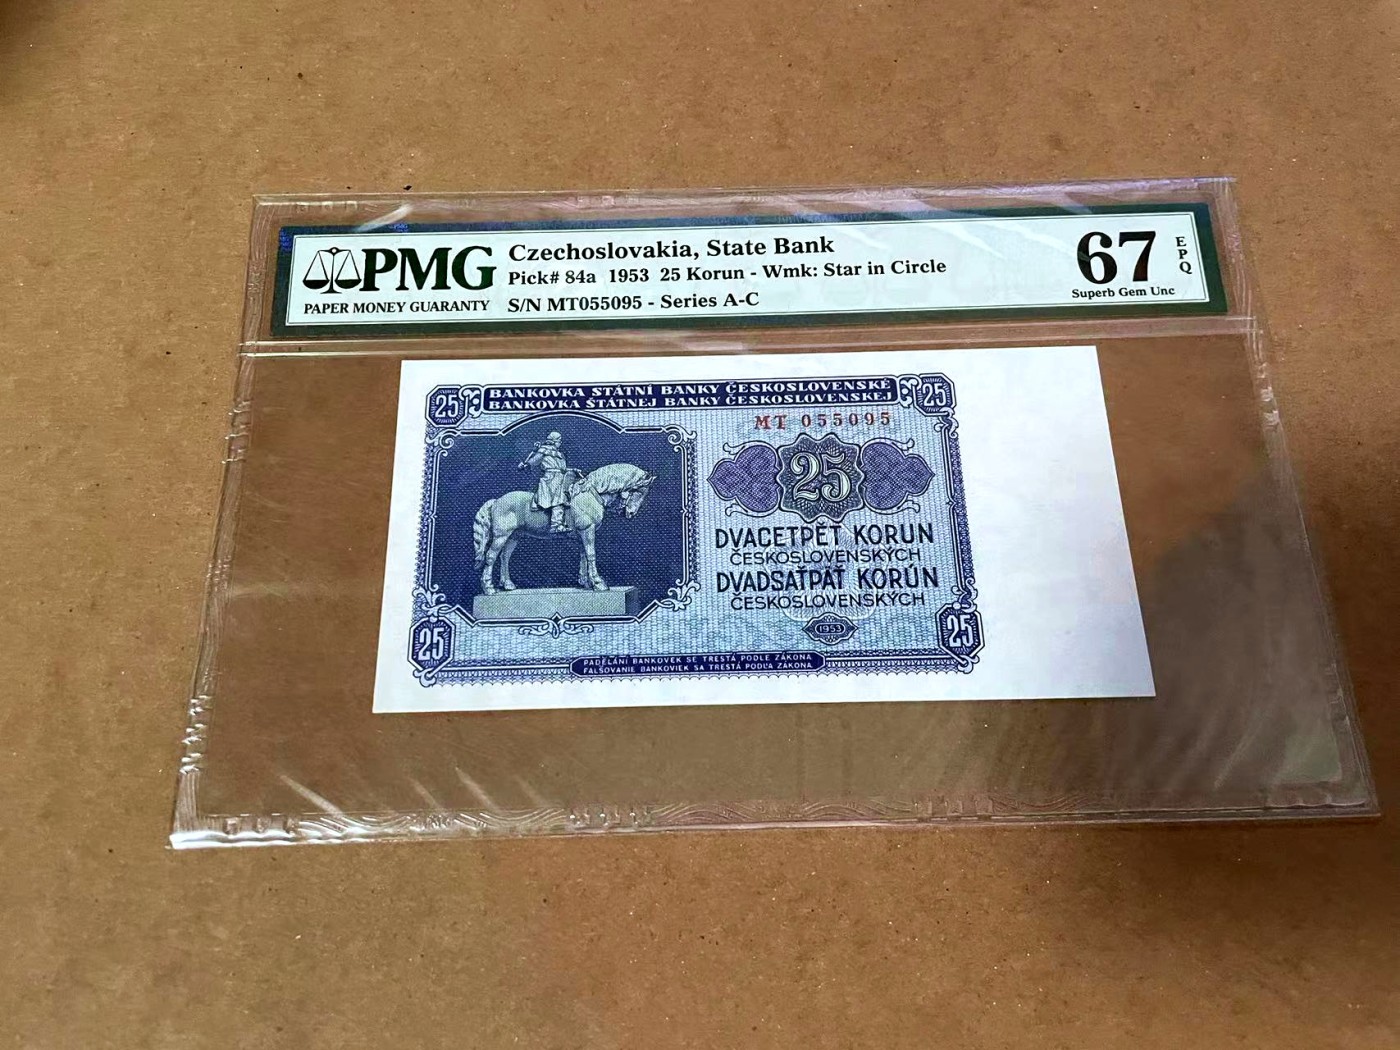 PMG
PAPER MONEY GUARANTY
Czechoslovakia, State Bank
Pick# 84a 1953 25 Korun - Wmk: Star in Circle
S/N MT055095 - Series A-C
67
EPQ
Superb Gem Unc
25
BANKOVKA STÁTNÍ BANKY ČESKOSLOVENSKÉ
BANKOVKA ŠTÁTNEJ BANKY ČESKOSLOVENSKEJ
25
MT 055095
25
DVACETPĚT KORUN
ČESKOSLOVENSKÝCH
DVADSAŤPÄŤ KORÚN
ČESKOSLOVENSKÝCH
1953
25
25
PADĚLÁNÍ BANKOVEK SE TRESTÁ PODLE ZÁKONA
FALŠOVANIE BANKOVIEK SA TRESTÁ PODĽA ZÁKONA